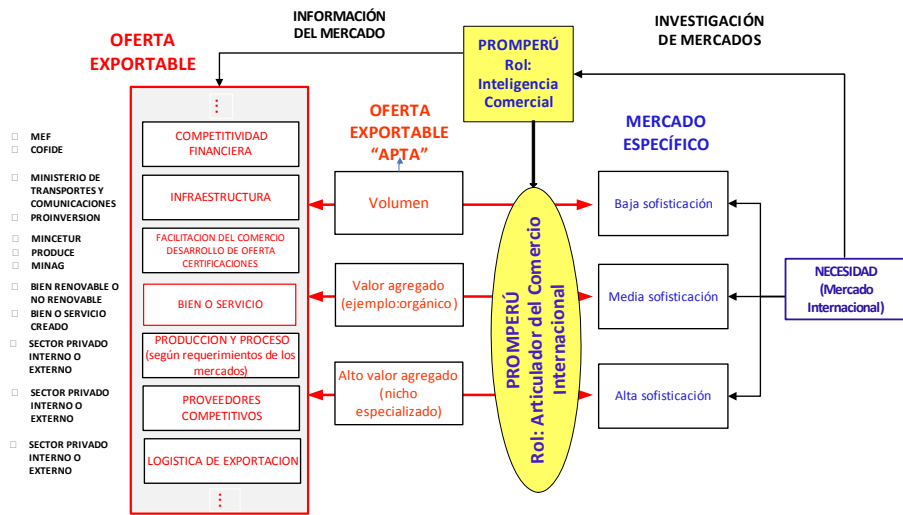 INFORMACIÓN
DEL MERCADO
INVESTIGACIÓN
DE MERCADOS
OFERTA
EXPORTABLE
PROMPERÚ
Rol:
Inteligencia
Comercial
⋮
OFERTA
EXPORTABLE
“APTA”
MERCADO
ESPECÍFICO
□ MEF
□ COFIDE
COMPETITIVIDAD
FINANCIERA
□ MINISTERIO DE
TRANSPORTES Y
COMUNICACIONES
□ PROINVERSION
INFRAESTRUCTURA
Volumen
Baja sofisticación
□ MINCETUR
□ PRODUCE
□ MINAG
FACILITACION DEL COMERCIO
DESARROLLO DE OFERTA
CERTIFICACIONES
□ BIEN RENOVABLE O
NO RENOVABLE
□ BIEN O SERVICIO
CREADO
BIEN O SERVICIO
Valor agregado
(ejemplo:orgánico )
PROMPERÚ
Rol: Articulador del Comercio
Internacional
Media sofisticación
NECESIDAD
(Mercado
Internacional)
□ SECTOR PRIVADO
INTERNO O
EXTERNO
PRODUCCION Y PROCESO
(según requerimientos de los
mercados)
□ SECTOR PRIVADO
INTERNO O
EXTERNO
PROVEEDORES
COMPETITIVOS
Alto valor agregado
(nicho
especializado)
Alta sofisticación
□ SECTOR PRIVADO
INTERNO O
EXTERNO
LOGISTICA DE EXPORTACION
⋮